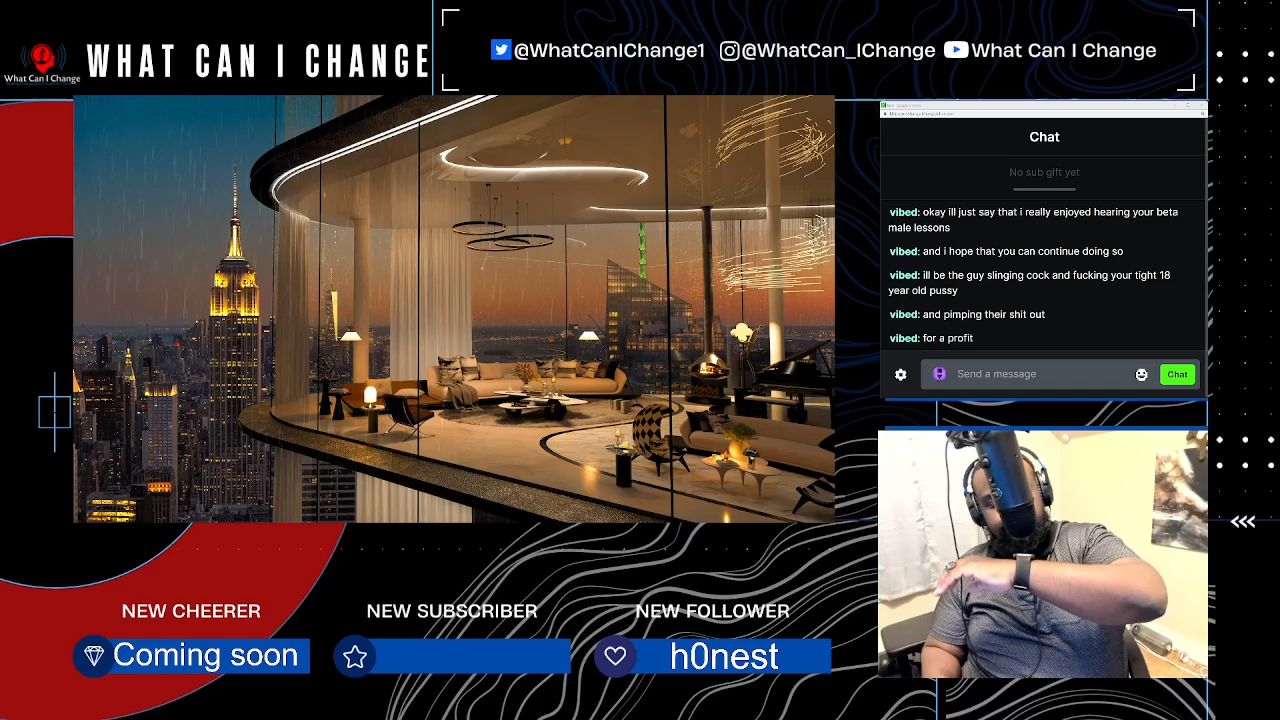 What Can I Change
WHAT CAN I CHANGE
@WhatCanIChange1 @WhatCan_IChange What Can I Change
Chat
No sub gift yet
vibed: okay ill just say that i really enjoyed hearing your beta
male lessons
vibed: and i hope that you can continue doing so
vibed: ill be the guy slinging cock and fucking your tight 18
year old pussy
vibed: and pimping their shit out
vibed: for a profit
Send a message
Chat
NEW CHEERER
NEW SUBSCRIBER
NEW FOLLOWER
Coming soon
h0nest